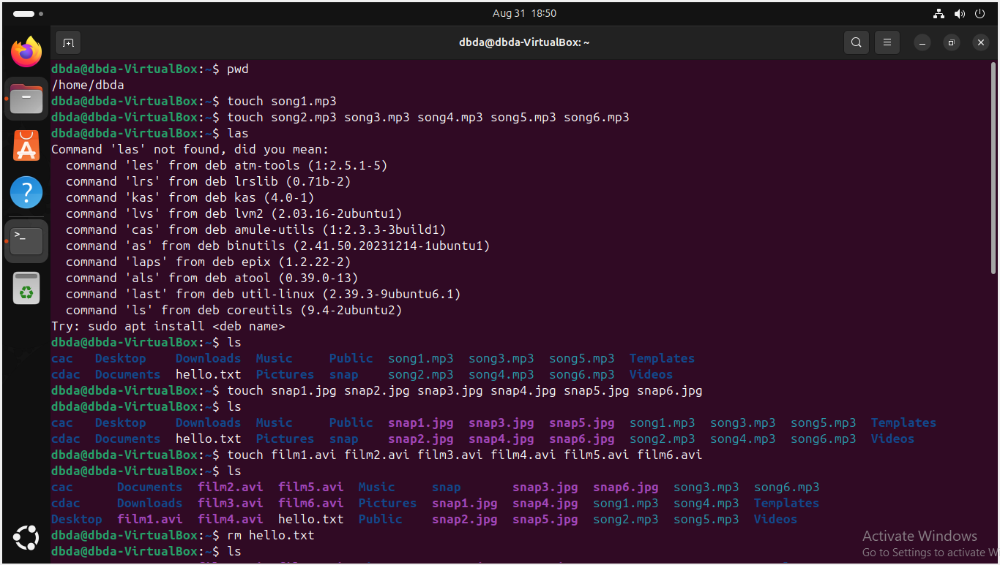 Aug 31 18:50
dbda@dbda-VirtualBox: ~
dbda@dbda-VirtualBox:~$ pwd
/home/dbda
dbda@dbda-VirtualBox:~$ touch song1.mp3
dbda@dbda-VirtualBox:~$ touch song2.mp3 song3.mp3 song4.mp3 song5.mp3 song6.mp3
dbda@dbda-VirtualBox:~$ las
Command 'las' not found, did you mean:
  command 'les' from deb atm-tools (1:2.5.1-5)
  command 'lrs' from deb lrslib (0.71b-2)
  command 'kas' from deb kas (4.0-1)
  command 'lvs' from deb lvm2 (2.03.16-2ubuntu1)
  command 'cas' from deb amule-utils (1:2.3.3-3build1)
  command 'as' from deb binutils (2.41.50.20231214-1ubuntu1)
  command 'laps' from deb epix (1.2.22-2)
  command 'als' from deb atool (0.39.0-13)
  command 'last' from deb util-linux (2.39.3-9ubuntu6.1)
  command 'ls' from deb coreutils (9.4-2ubuntu2)
Try: sudo apt install <deb name>
dbda@dbda-VirtualBox:~$ ls
cac   Desktop    Downloads  Music     Public  song1.mp3  song3.mp3  song5.mp3  Templates
cdac  Documents  hello.txt  Pictures  snap    song2.mp3  song4.mp3  song6.mp3  Videos
dbda@dbda-VirtualBox:~$ touch snap1.jpg snap2.jpg snap3.jpg snap4.jpg snap5.jpg snap6.jpg
dbda@dbda-VirtualBox:~$ ls
cac   Desktop    Downloads  Music     Public  snap1.jpg  snap3.jpg  snap5.jpg  song1.mp3  song3.mp3  song5.mp3  Templates
cdac  Documents  hello.txt  Pictures  snap    snap2.jpg  snap4.jpg  snap6.jpg  song2.mp3  song4.mp3  song6.mp3  Videos
dbda@dbda-VirtualBox:~$ touch film1.avi film2.avi film3.avi film4.avi film5.avi film6.avi
dbda@dbda-VirtualBox:~$ ls
cac      Documents  film2.avi  film5.avi  Music     snap       snap3.jpg  snap6.jpg  song3.mp3  song6.mp3
cdac     Downloads  film3.avi  film6.avi  Pictures  snap1.jpg  snap4.jpg  song1.mp3  song4.mp3  Templates
Desktop  film1.avi  film4.avi  hello.txt  Public    snap2.jpg  snap5.jpg  song2.mp3  song5.mp3  Videos
dbda@dbda-VirtualBox:~$ rm hello.txt
dbda@dbda-VirtualBox:~$ ls
Activate Windows
Go to Settings to activate W